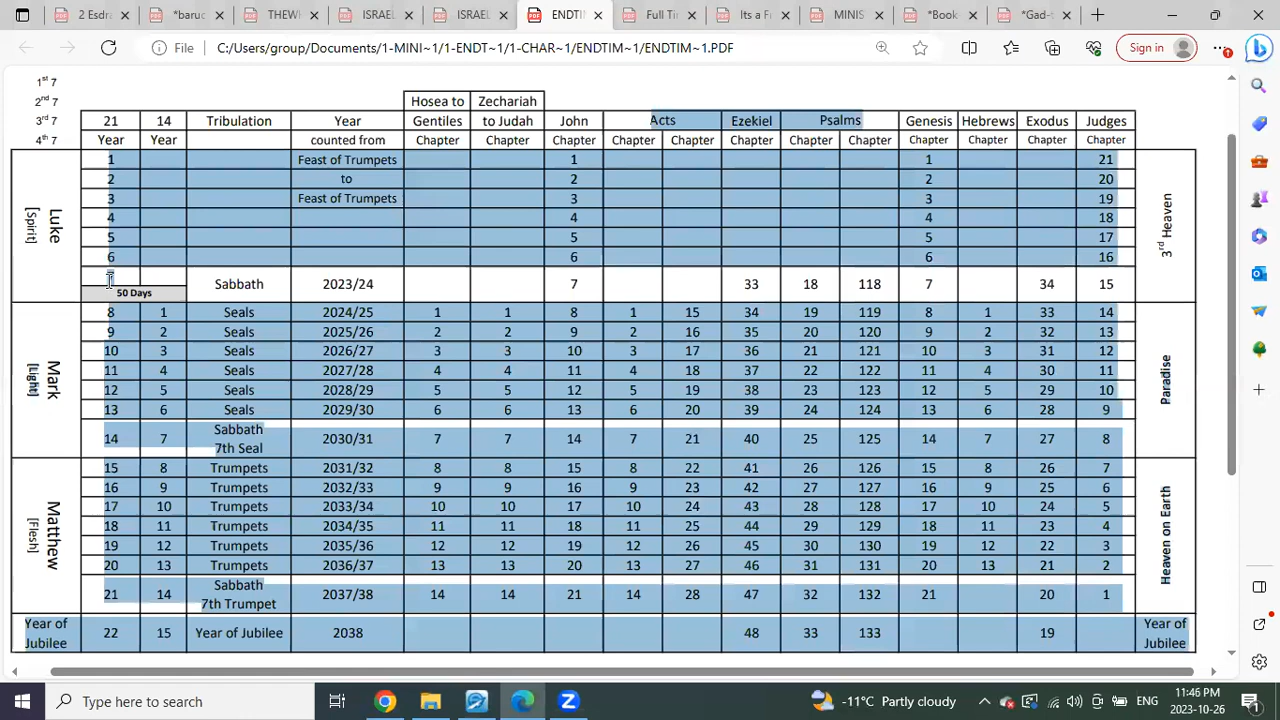 2 Esdra
*baruc
THEWH
ISRAEL
ISRAEL
ENDTI
Full Ti
Its a F
MINIS
*Book
*Gad-t
File
C:/Users/group/Documents/1-MINI~1/1-ENDT~1/1-CHAR~1/ENDTIM~1/ENDTIM~1.PDF
Sign in
1st 7
2nd 7 Hosea to Zechariah
3rd 7 21 14 Tribulation Year Gentiles to Judah John Acts Ezekiel Psalms Genesis Hebrews Exodus Judges
4th 7 Year Year counted from Chapter Chapter Chapter Chapter Chapter Chapter Chapter Chapter Chapter Chapter Chapter Chapter
Luke
[Spirit]
1 Feast of Trumpets 1 1 21
2 to 2 2 20
3 Feast of Trumpets 3 3 19
4 4 4 18
5 5 5 17
6 6 6 16
7 Sabbath 2023/24 7 33 18 118 7 34 15
50 Days
3rd Heaven
Mark
[Light]
8 1 Seals 2024/25 1 1 8 1 15 34 19 119 8 1 33 14
9 2 Seals 2025/26 2 2 9 2 16 35 20 120 9 2 32 13
10 3 Seals 2026/27 3 3 10 3 17 36 21 121 10 3 31 12
11 4 Seals 2027/28 4 4 11 4 18 37 22 122 11 4 30 11
12 5 Seals 2028/29 5 5 12 5 19 38 23 123 12 5 29 10
13 6 Seals 2029/30 6 6 13 6 20 39 24 124 13 6 28 9
Sabbath
14 7 7th Seal 2030/31 7 7 14 7 21 40 25 125 14 7 27 8
Paradise
Matthew
[Flesh]
15 8 Trumpets 2031/32 8 8 15 8 22 41 26 126 15 8 26 7
16 9 Trumpets 2032/33 9 9 16 9 23 42 27 127 16 9 25 6
17 10 Trumpets 2033/34 10 10 17 10 24 43 28 128 17 10 24 5
18 11 Trumpets 2034/35 11 11 18 11 25 44 29 129 18 11 23 4
19 12 Trumpets 2035/36 12 12 19 12 26 45 30 130 19 12 22 3
20 13 Trumpets 2036/37 13 13 20 13 27 46 31 131 20 13 21 2
Sabbath
21 14 7th Trumpet 2037/38 14 14 21 14 28 47 32 132 21 20 1
Heaven on Earth
Year of
Jubilee
22 15 Year of Jubilee 2038 48 33 133 19
Year of
Jubilee
Type here to search
-11°C Partly cloudy
11:46 PM
2023-10-26